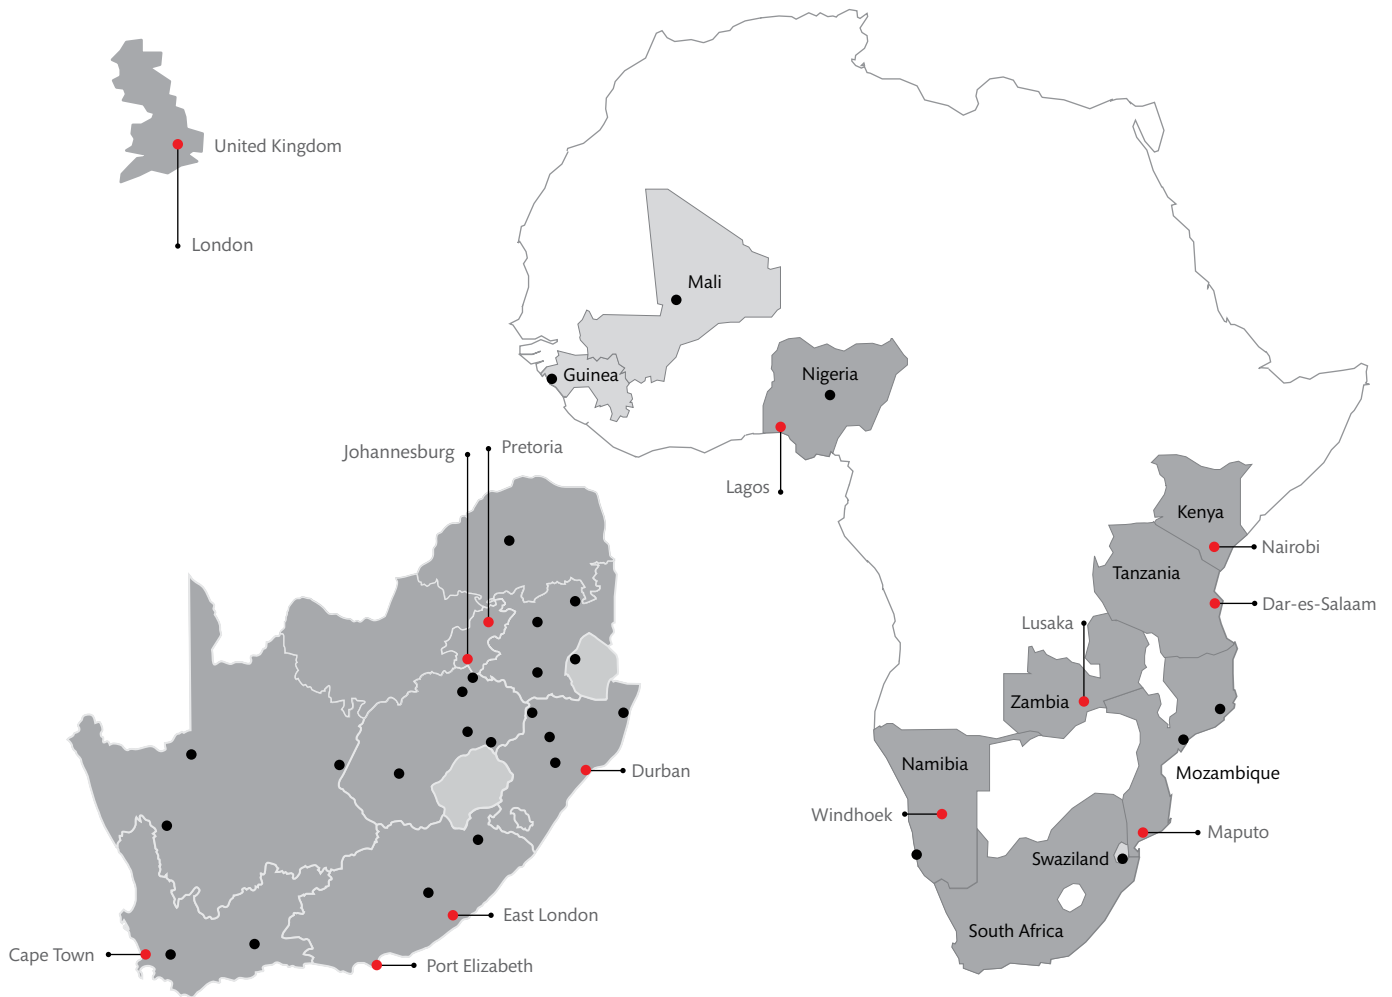 United Kingdom
London
Mali
Guinea
Nigeria
Lagos
Johannesburg
Pretoria
Kenya
Nairobi
Tanzania
Dar-es-Salaam
Lusaka
Zambia
Namibia
Mozambique
Durban
Windhoek
Maputo
Swaziland
East London
South Africa
Cape Town
Port Elizabeth